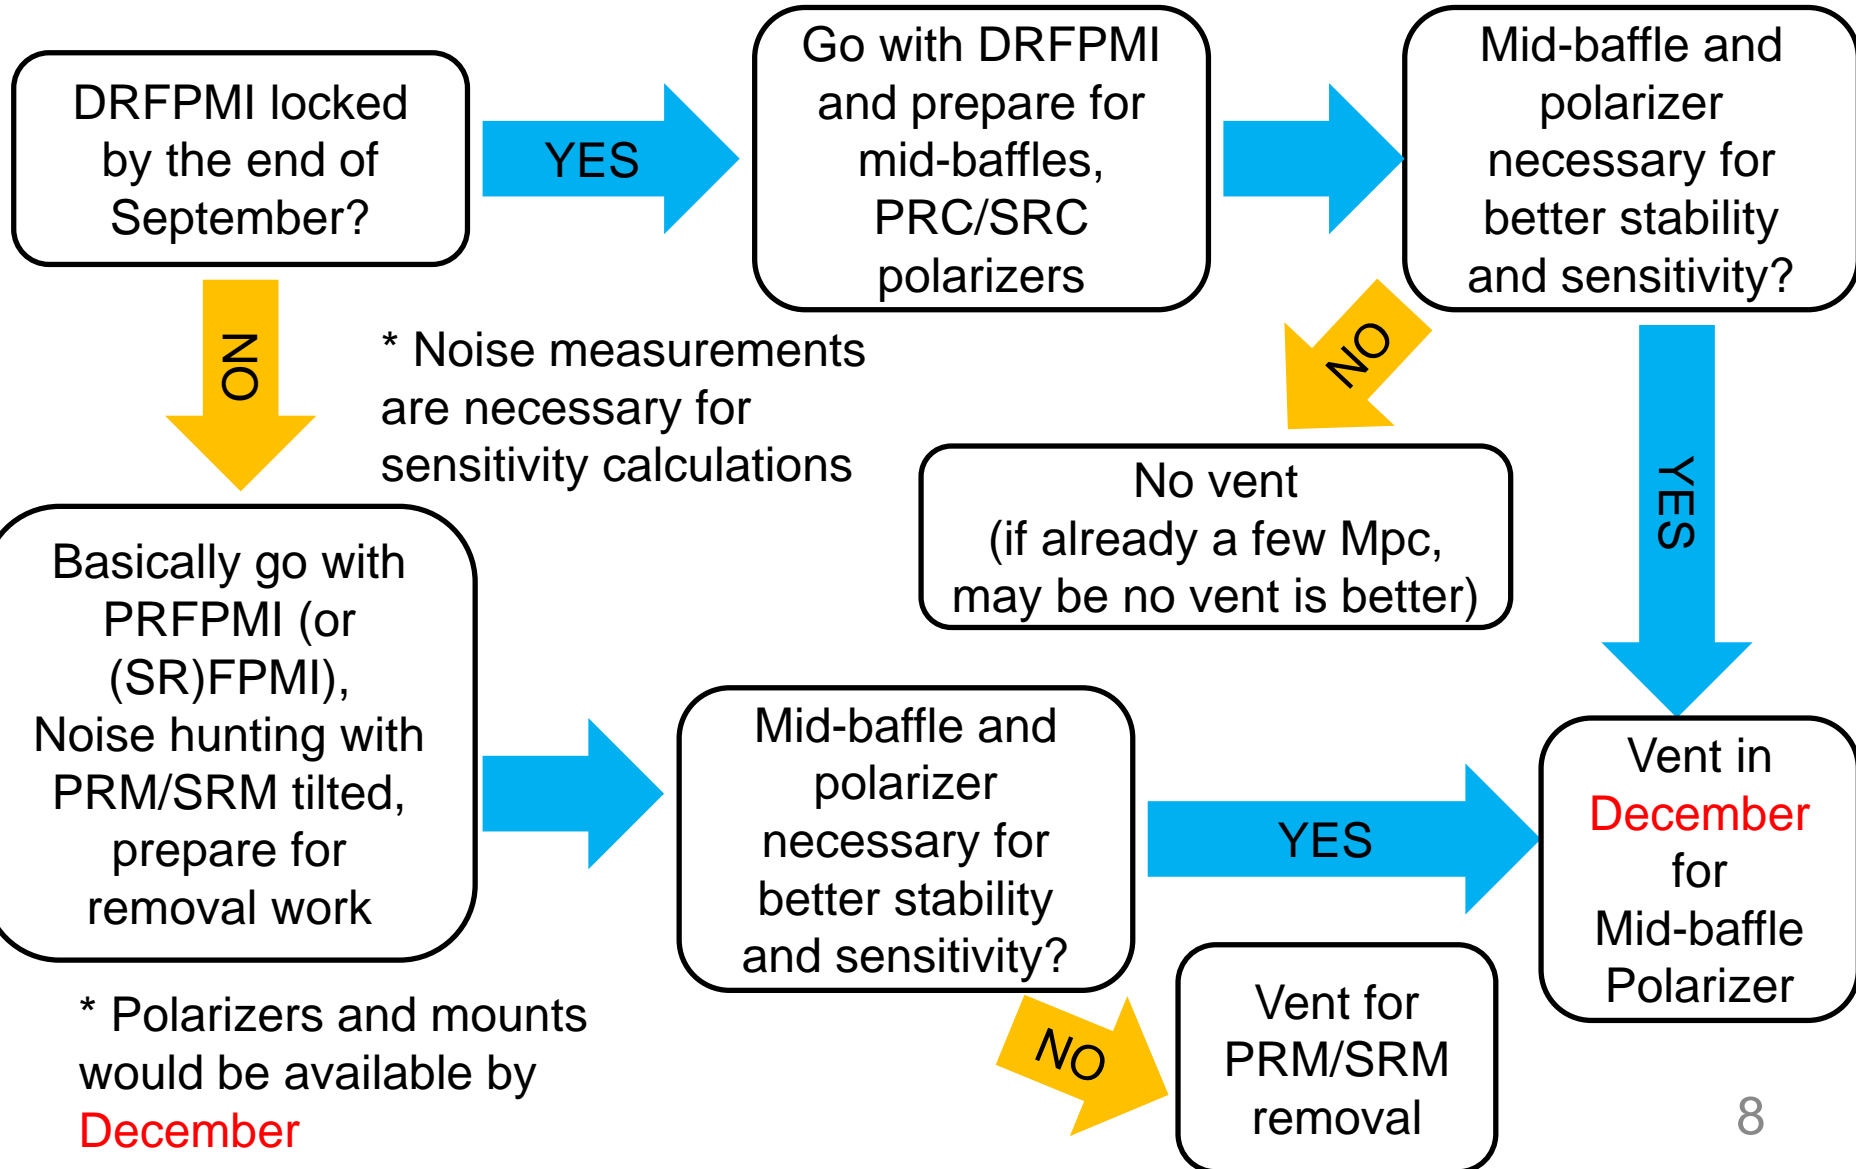 DRFPMI locked
by the end of
September?
YES
Go with DRFPMI
and prepare for
mid-baffles,
PRC/SRC
polarizers
Mid-baffle and
polarizer
necessary for
better stability
and sensitivity?
NO
* Noise measurements
are necessary for
sensitivity calculations
NO
No vent
(if already a few Mpc,
may be no vent is better)
YES
Basically go with
PRFPMI (or
(SR)FPMI),
Noise hunting with
PRM/SRM tilted,
prepare for
removal work
Mid-baffle and
polarizer
necessary for
better stability
and sensitivity?
YES
Vent in
December
for
Mid-baffle
Polarizer
* Polarizers and mounts
would be available by
December
NO
Vent for
PRM/SRM
removal
8